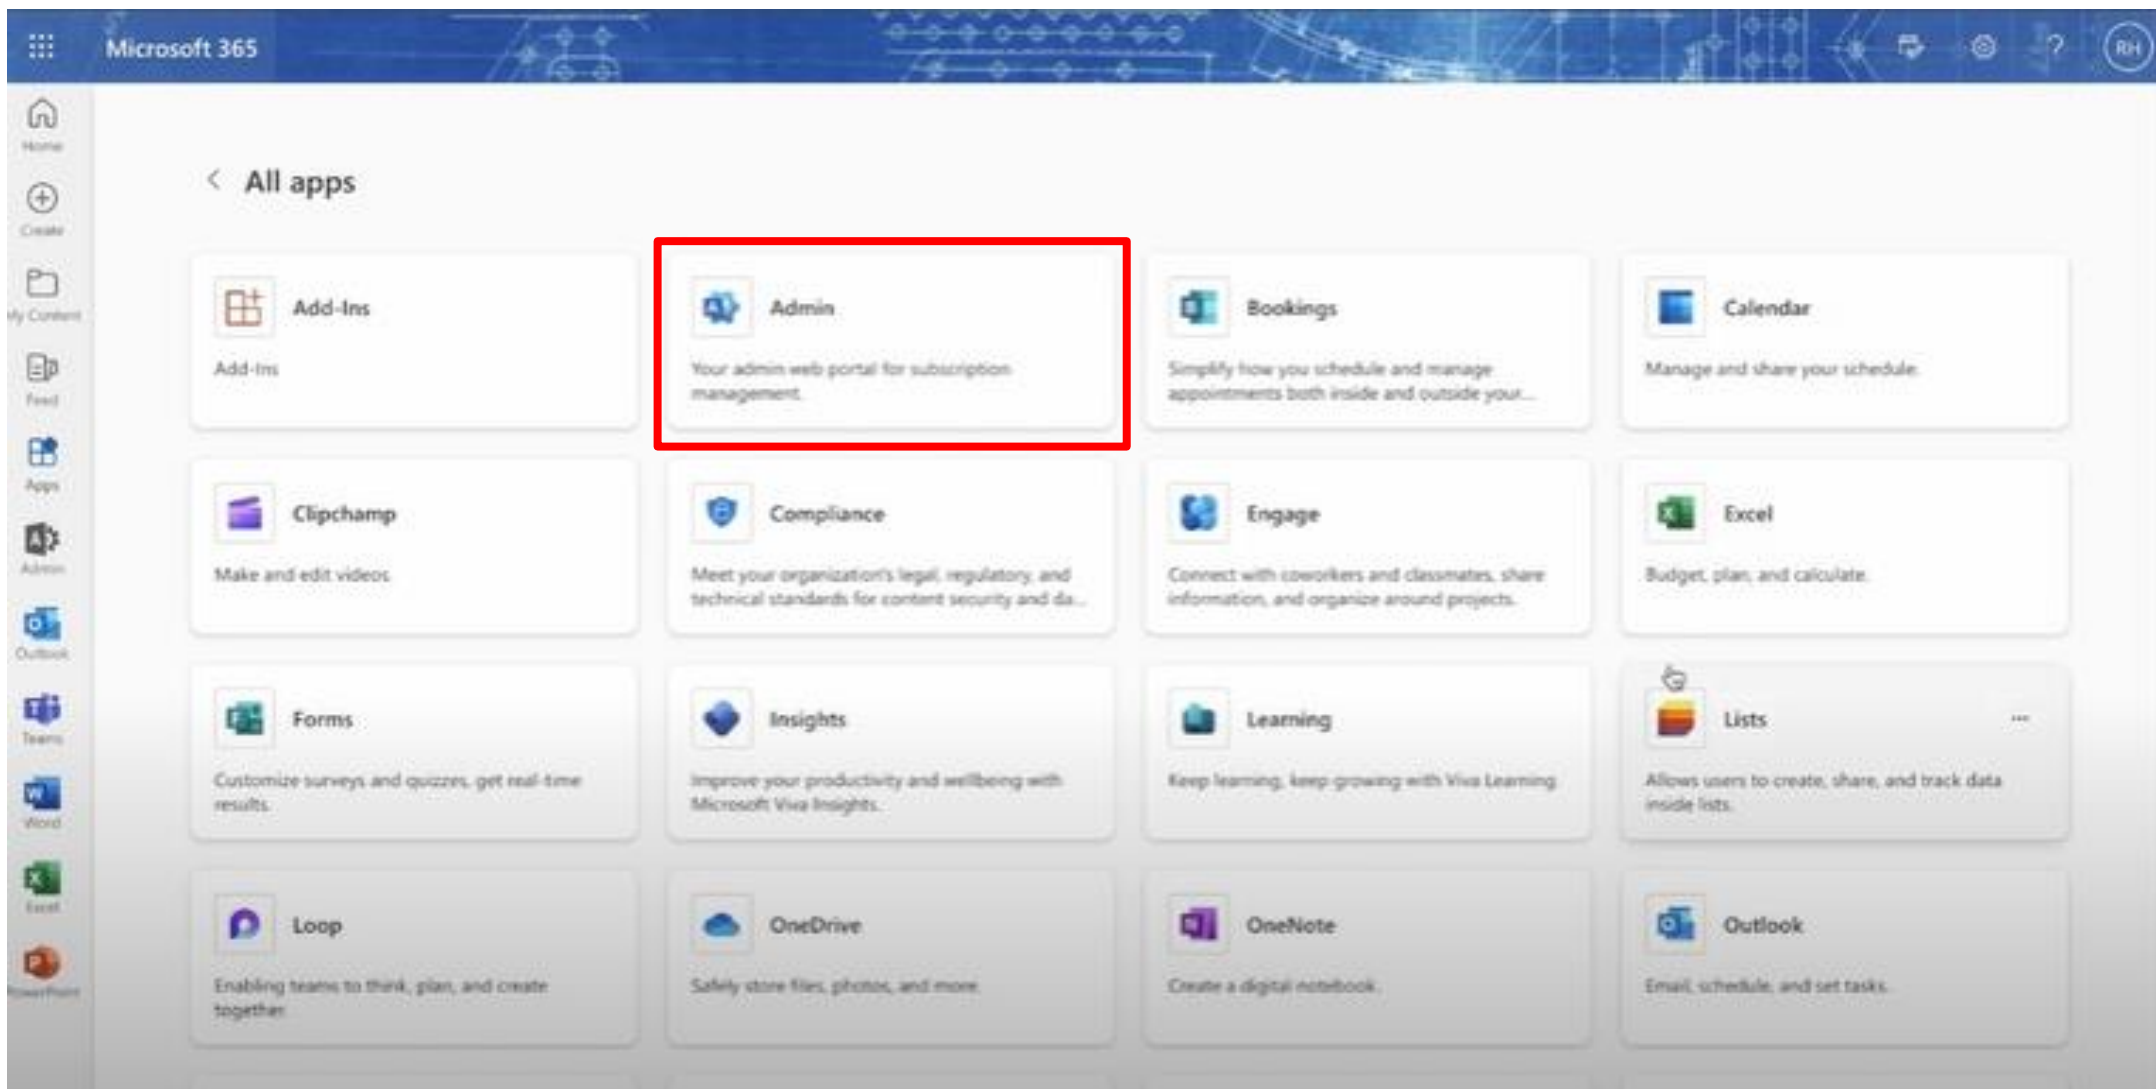 Microsoft 365
?
RH
Home
Create
My Content
Feed
Apps
Admin
Outlook
Teams
Word
Excel
PowerPoint
< All apps
Add-Ins
Add-Ins
Admin
Your admin web portal for subscription
management.
Bookings
Simplify how you schedule and manage
appointments both inside and outside your...
Calendar
Manage and share your schedule.
Clipchamp
Make and edit videos
Compliance
Meet your organization's legal, regulatory, and
technical standards for content security and da...
Engage
Connect with coworkers and classmates, share
information, and organize around projects.
Excel
Budget, plan, and calculate.
Forms
Customize surveys and quizzes, get real-time
results.
Insights
Improve your productivity and wellbeing with
Microsoft Viva Insights.
Learning
Keep learning, keep growing with Viva Learning
Lists
...
Allows users to create, share, and track data
inside lists.
Loop
Enabling teams to think, plan, and create
together.
OneDrive
Safely store files, photos, and more.
OneNote
Create a digital notebook.
Outlook
Email, schedule, and set tasks.